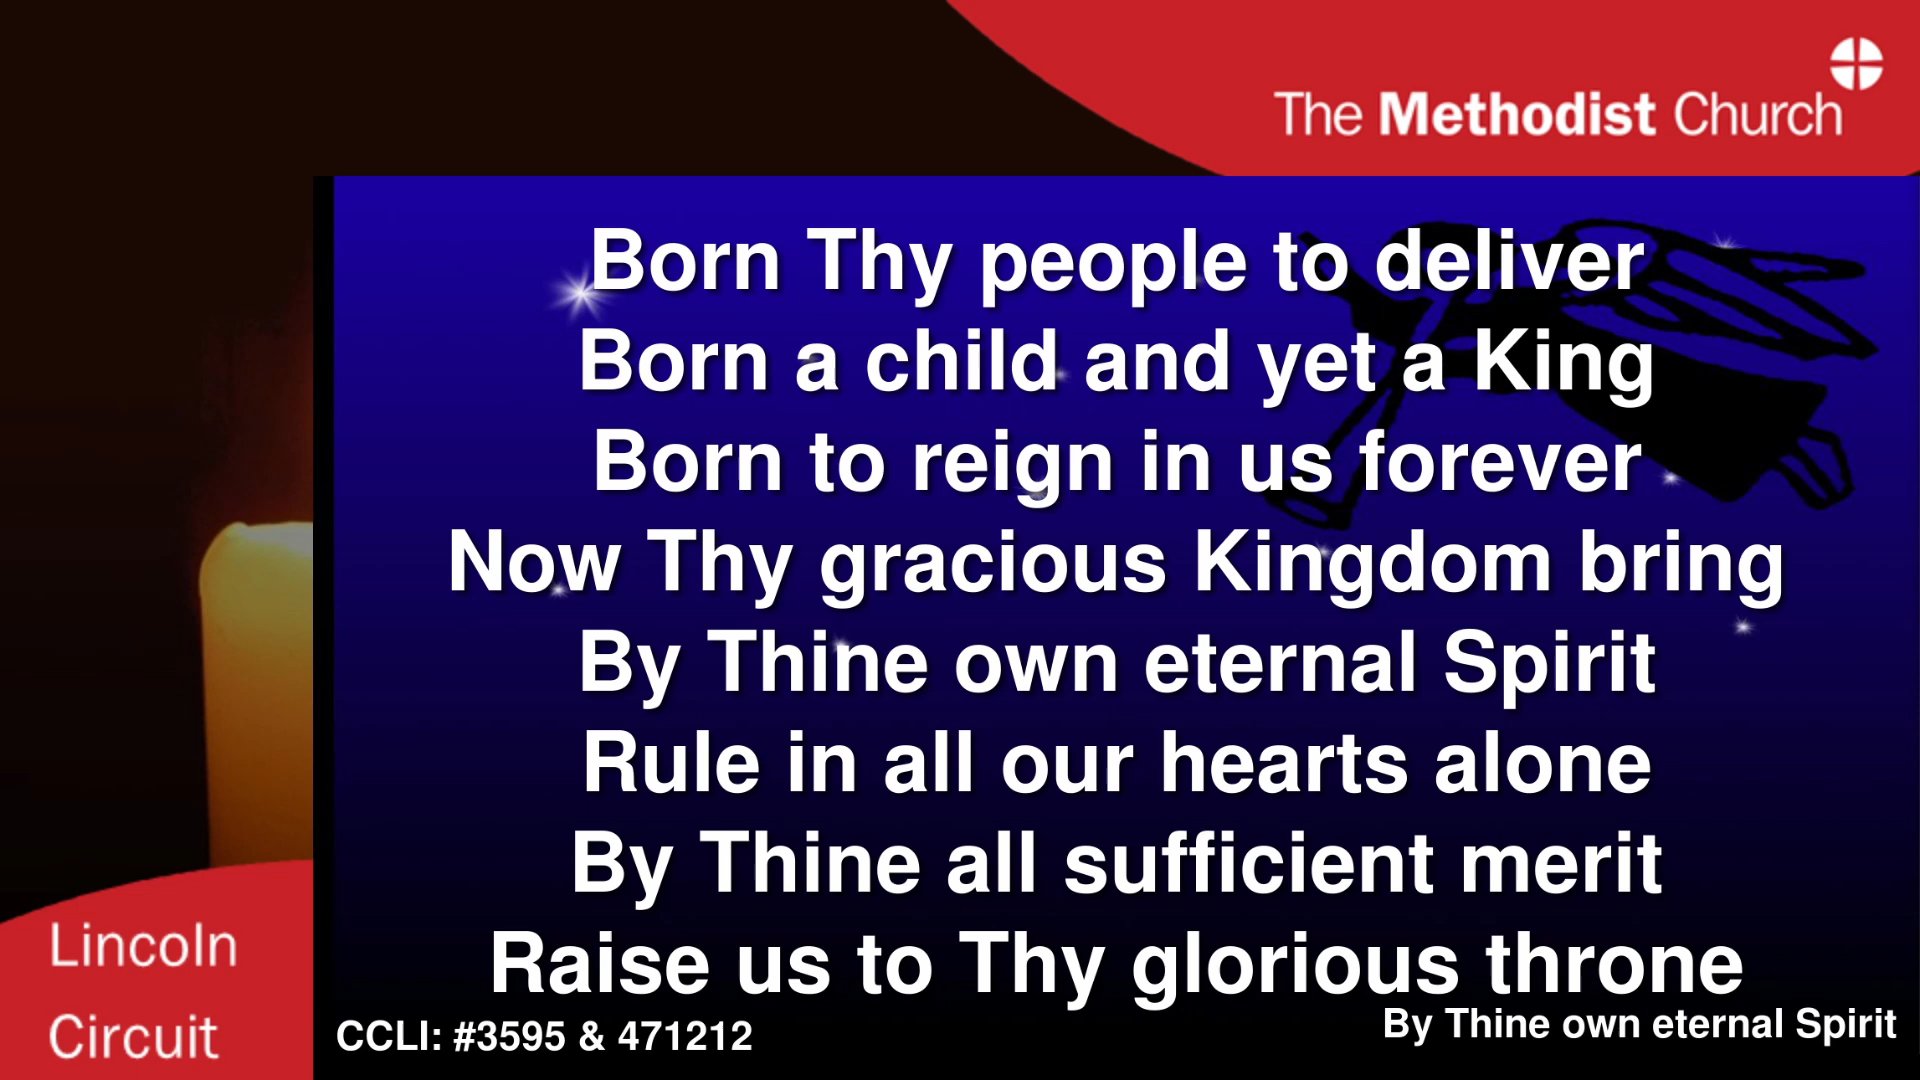 The Methodist Church
Born Thy people to deliver
Born a child and yet a King
Born to reign in us forever
Now Thy gracious Kingdom bring
By Thine own eternal Spirit
Rule in all our hearts alone
By Thine all sufficient merit
Raise us to Thy glorious throne
By Thine own eternal Spirit
CCLI: #3595 & 471212
Lincoln
Circuit